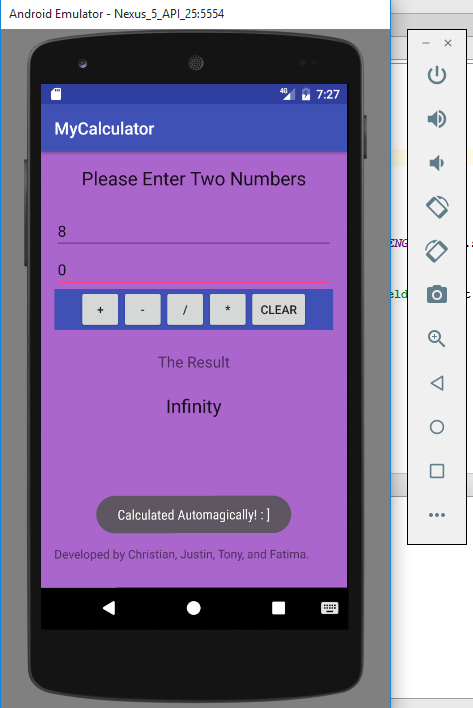 Android Emulator - Nexus_5_API_25:5554
4G 7:27
MyCalculator
Please Enter Two Numbers
8
0
+ - / * CLEAR
The Result
Infinity
Calculated Automagically! : ]
Developed by Christian, Justin, Tony, and Fatima.